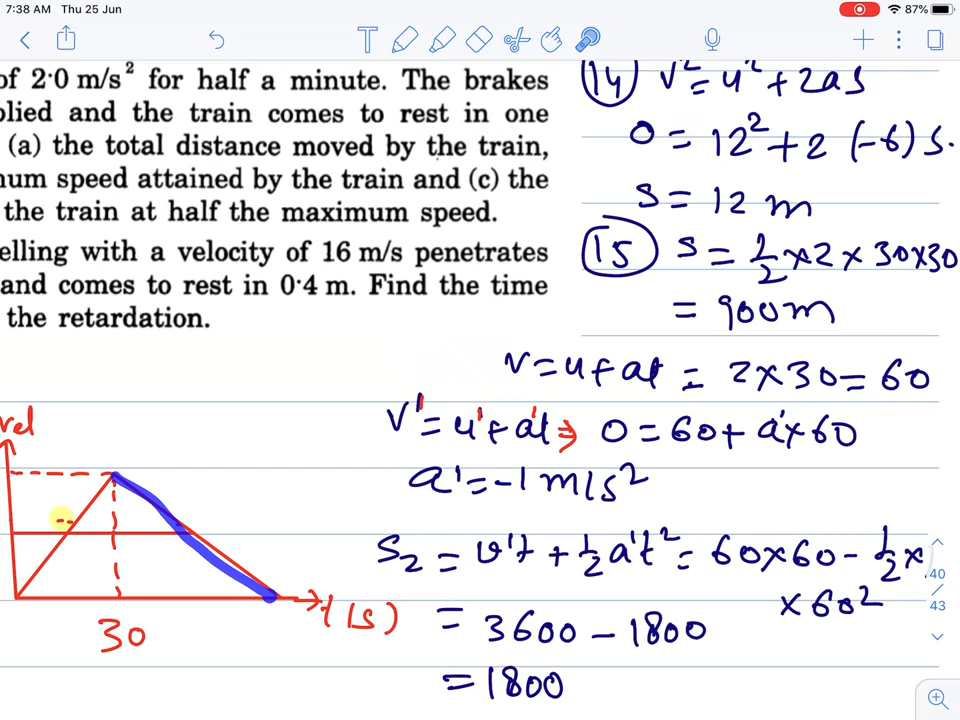 7:38 AM Thu 25 Jun 87%
of 2·0 m/s² for half a minute. The brakes
plied and the train comes to rest in one
(a) the total distance moved by the train,
num speed attained by the train and (c) the
the train at half the maximum speed.
elling with a velocity of 16 m/s penetrates
and comes to rest in 0·4 m. Find the time
the retardation.
(14) v² = u² + 2as
0 = 12² + 2 (-6) s.
s = 12 m
(15) s = 1/2 × 2 × 30 × 30
= 900 m
v = u + at = 2 × 30 = 60
v' = u' + a't ⇒ 0 = 60 + a' × 60
a' = -1 m/s²
S₂ = u't + 1/2 a't² = 60 × 60 - 1/2 ×
× 60²
= 3600 - 1800
= 1800
vel
t (s)
30
40
/
43